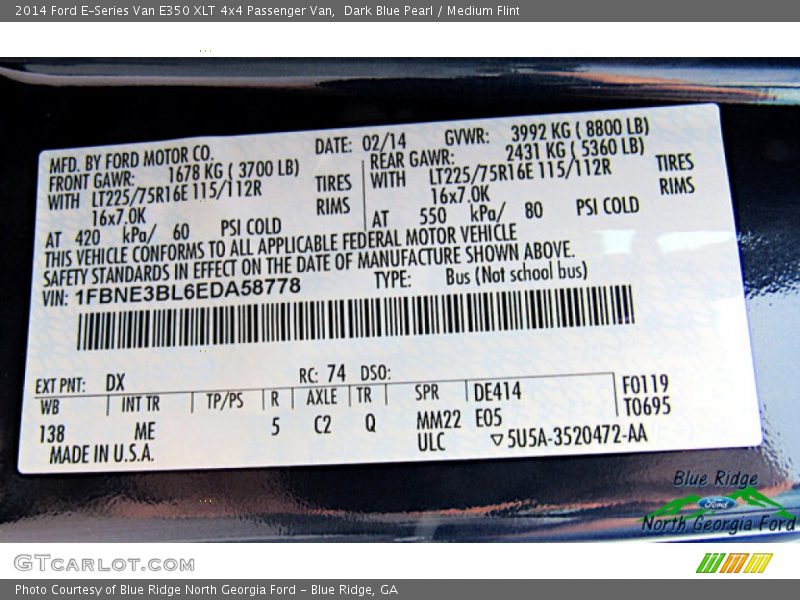 2014 Ford E-Series Van E350 XLT 4x4 Passenger Van,  Dark Blue Pearl / Medium Flint
MFD. BY FORD MOTOR CO.
DATE: 02/14
GVWR: 3992 KG ( 8800 LB)
FRONT GAWR: 1678 KG ( 3700 LB)
REAR GAWR: 2431 KG ( 5360 LB)
WITH LT225/75R16E 115/112R TIRES
WITH LT225/75R16E 115/112R TIRES
16x7.0K RIMS
16x7.0K RIMS
AT 420 kPa/ 60 PSI COLD
AT 550 kPa/ 80 PSI COLD
THIS VEHICLE CONFORMS TO ALL APPLICABLE FEDERAL MOTOR VEHICLE
SAFETY STANDARDS IN EFFECT ON THE DATE OF MANUFACTURE SHOWN ABOVE.
VIN: 1FBNE3BL6EDA58778
TYPE: Bus (Not school bus)
EXT PNT: DX RC: 74 DSO:
WB INT TR TP/PS R AXLE TR SPR DE414 F0119
138 ME 5 C2 Q MM22 E05 T0695
ULC 5U5A-3520472-AA
MADE IN U.S.A.
Blue Ridge
Ford
North Georgia Ford
GTCARLOT.COM
Photo Courtesy of Blue Ridge North Georgia Ford - Blue Ridge, GA